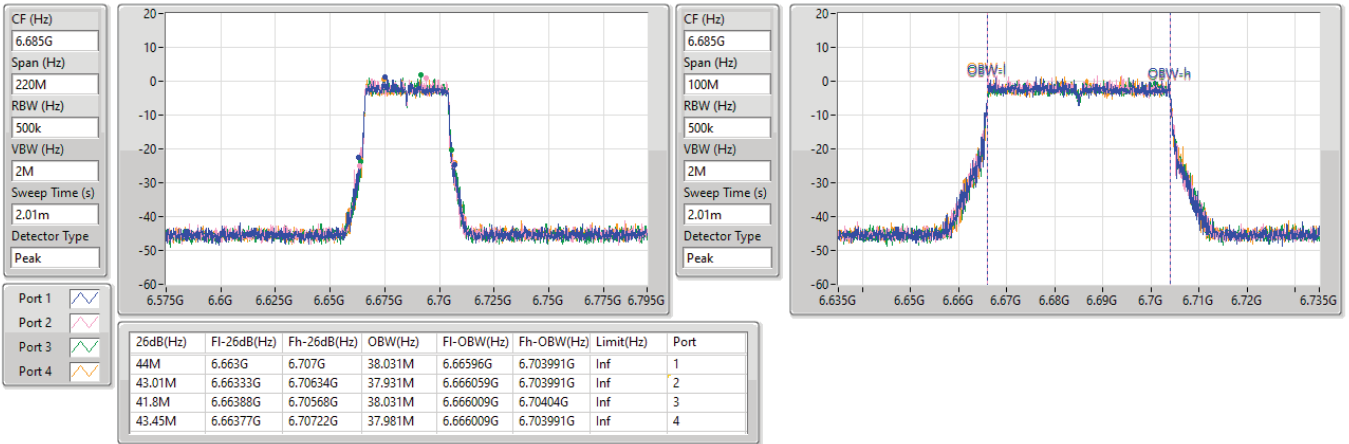 CF (Hz)
6.685G
Span (Hz)
220M
RBW (Hz)
500k
VBW (Hz)
2M
Sweep Time (s)
2.01m
Detector Type
Peak
20
10
0
-10
-20
-30
-40
-50
-60
6.575G 6.6G 6.625G 6.65G 6.675G 6.7G 6.725G 6.75G 6.775G 6.795G
CF (Hz)
6.685G
Span (Hz)
100M
RBW (Hz)
500k
VBW (Hz)
2M
Sweep Time (s)
2.01m
Detector Type
Peak
20
10
0
-10
-20
-30
-40
-50
-60
OBW-l
OBW-h
6.635G 6.65G 6.66G 6.67G 6.68G 6.69G 6.7G 6.71G 6.72G 6.735G
Port 1
Port 2
Port 3
Port 4
26dB(Hz) Fl-26dB(Hz) Fh-26dB(Hz) OBW(Hz) Fl-OBW(Hz) Fh-OBW(Hz) Limit(Hz) Port
44M 6.663G 6.707G 38.031M 6.66596G 6.703991G Inf 1
43.01M 6.66333G 6.70634G 37.931M 6.666059G 6.703991G Inf 2
41.8M 6.66388G 6.70568G 38.031M 6.666009G 6.70404G Inf 3
43.45M 6.66377G 6.70722G 37.981M 6.666009G 6.703991G Inf 4